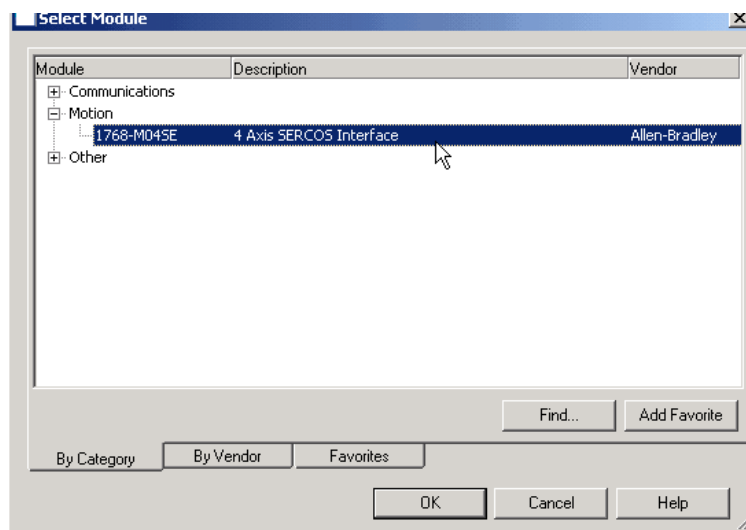 Select Module
Module Description Vendor
Communications
Motion
1768-M04SE 4 Axis SERCOS Interface Allen-Bradley
Other
Find... Add Favorite
By Category By Vendor Favorites
OK Cancel Help